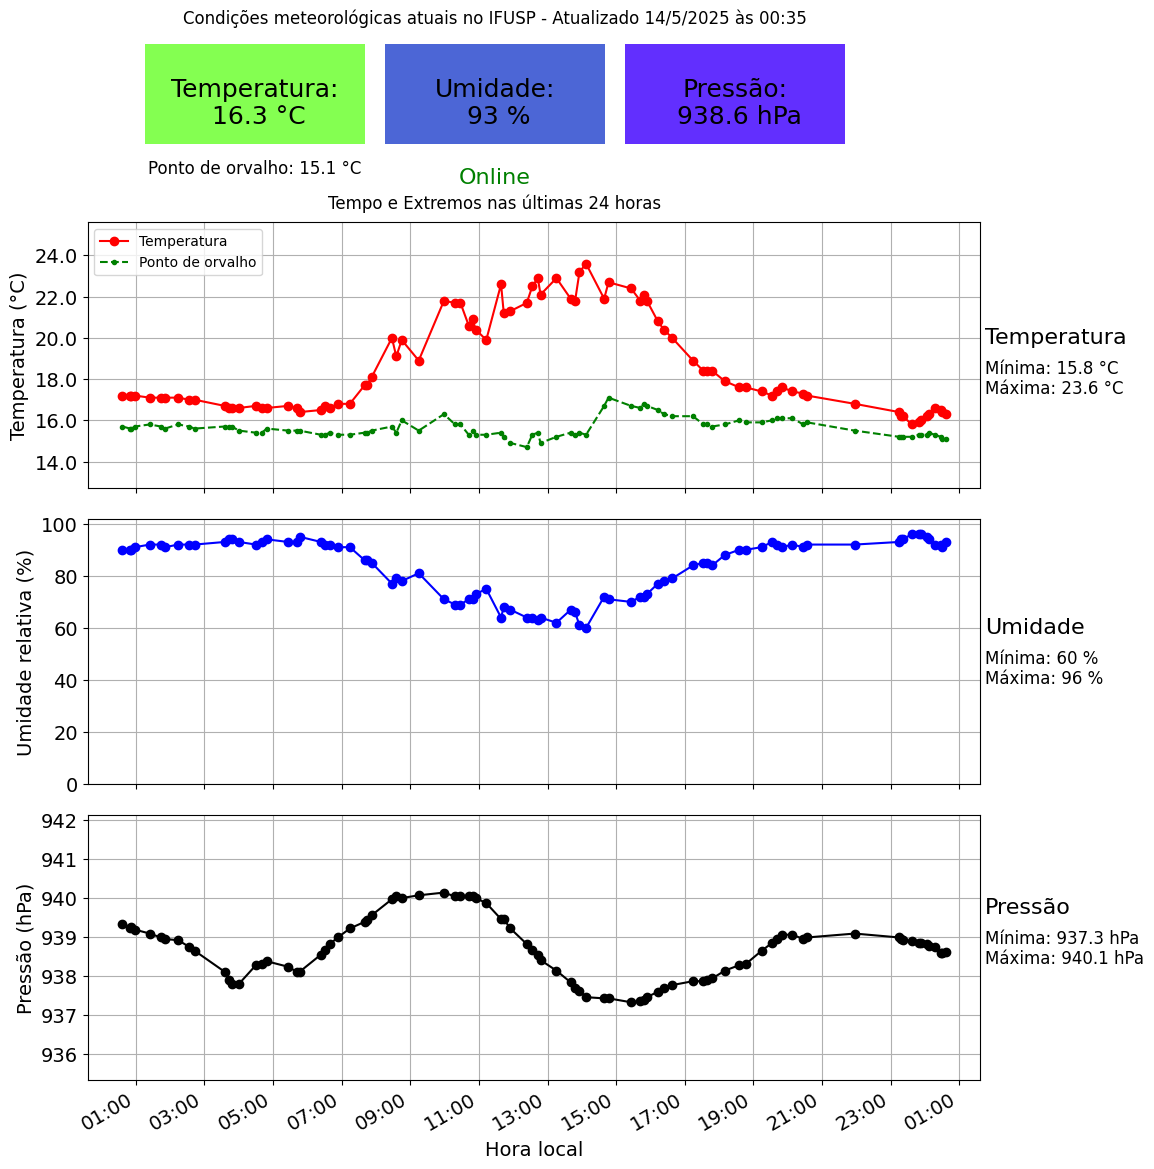 Condições meteorológicas atuais no IFUSP - Atualizado 14/5/2025 às 00:35
Temperatura:
16.3 °C
Umidade:
93 %
Pressão:
938.6 hPa
Ponto de orvalho: 15.1 °C
Online
Tempo e Extremos nas últimas 24 horas
Temperatura (°C)
24.0
22.0
20.0
18.0
16.0
14.0
Temperatura
Ponto de orvalho
Temperatura
Mínima: 15.8 °C
Máxima: 23.6 °C
Umidade relativa (%)
100
80
60
40
20
0
Umidade
Mínima: 60 %
Máxima: 96 %
Pressão (hPa)
942
941
940
939
938
937
936
Pressão
Mínima: 937.3 hPa
Máxima: 940.1 hPa
01:00 03:00 05:00 07:00 09:00 11:00 13:00 15:00 17:00 19:00 21:00 23:00 01:00
Hora local